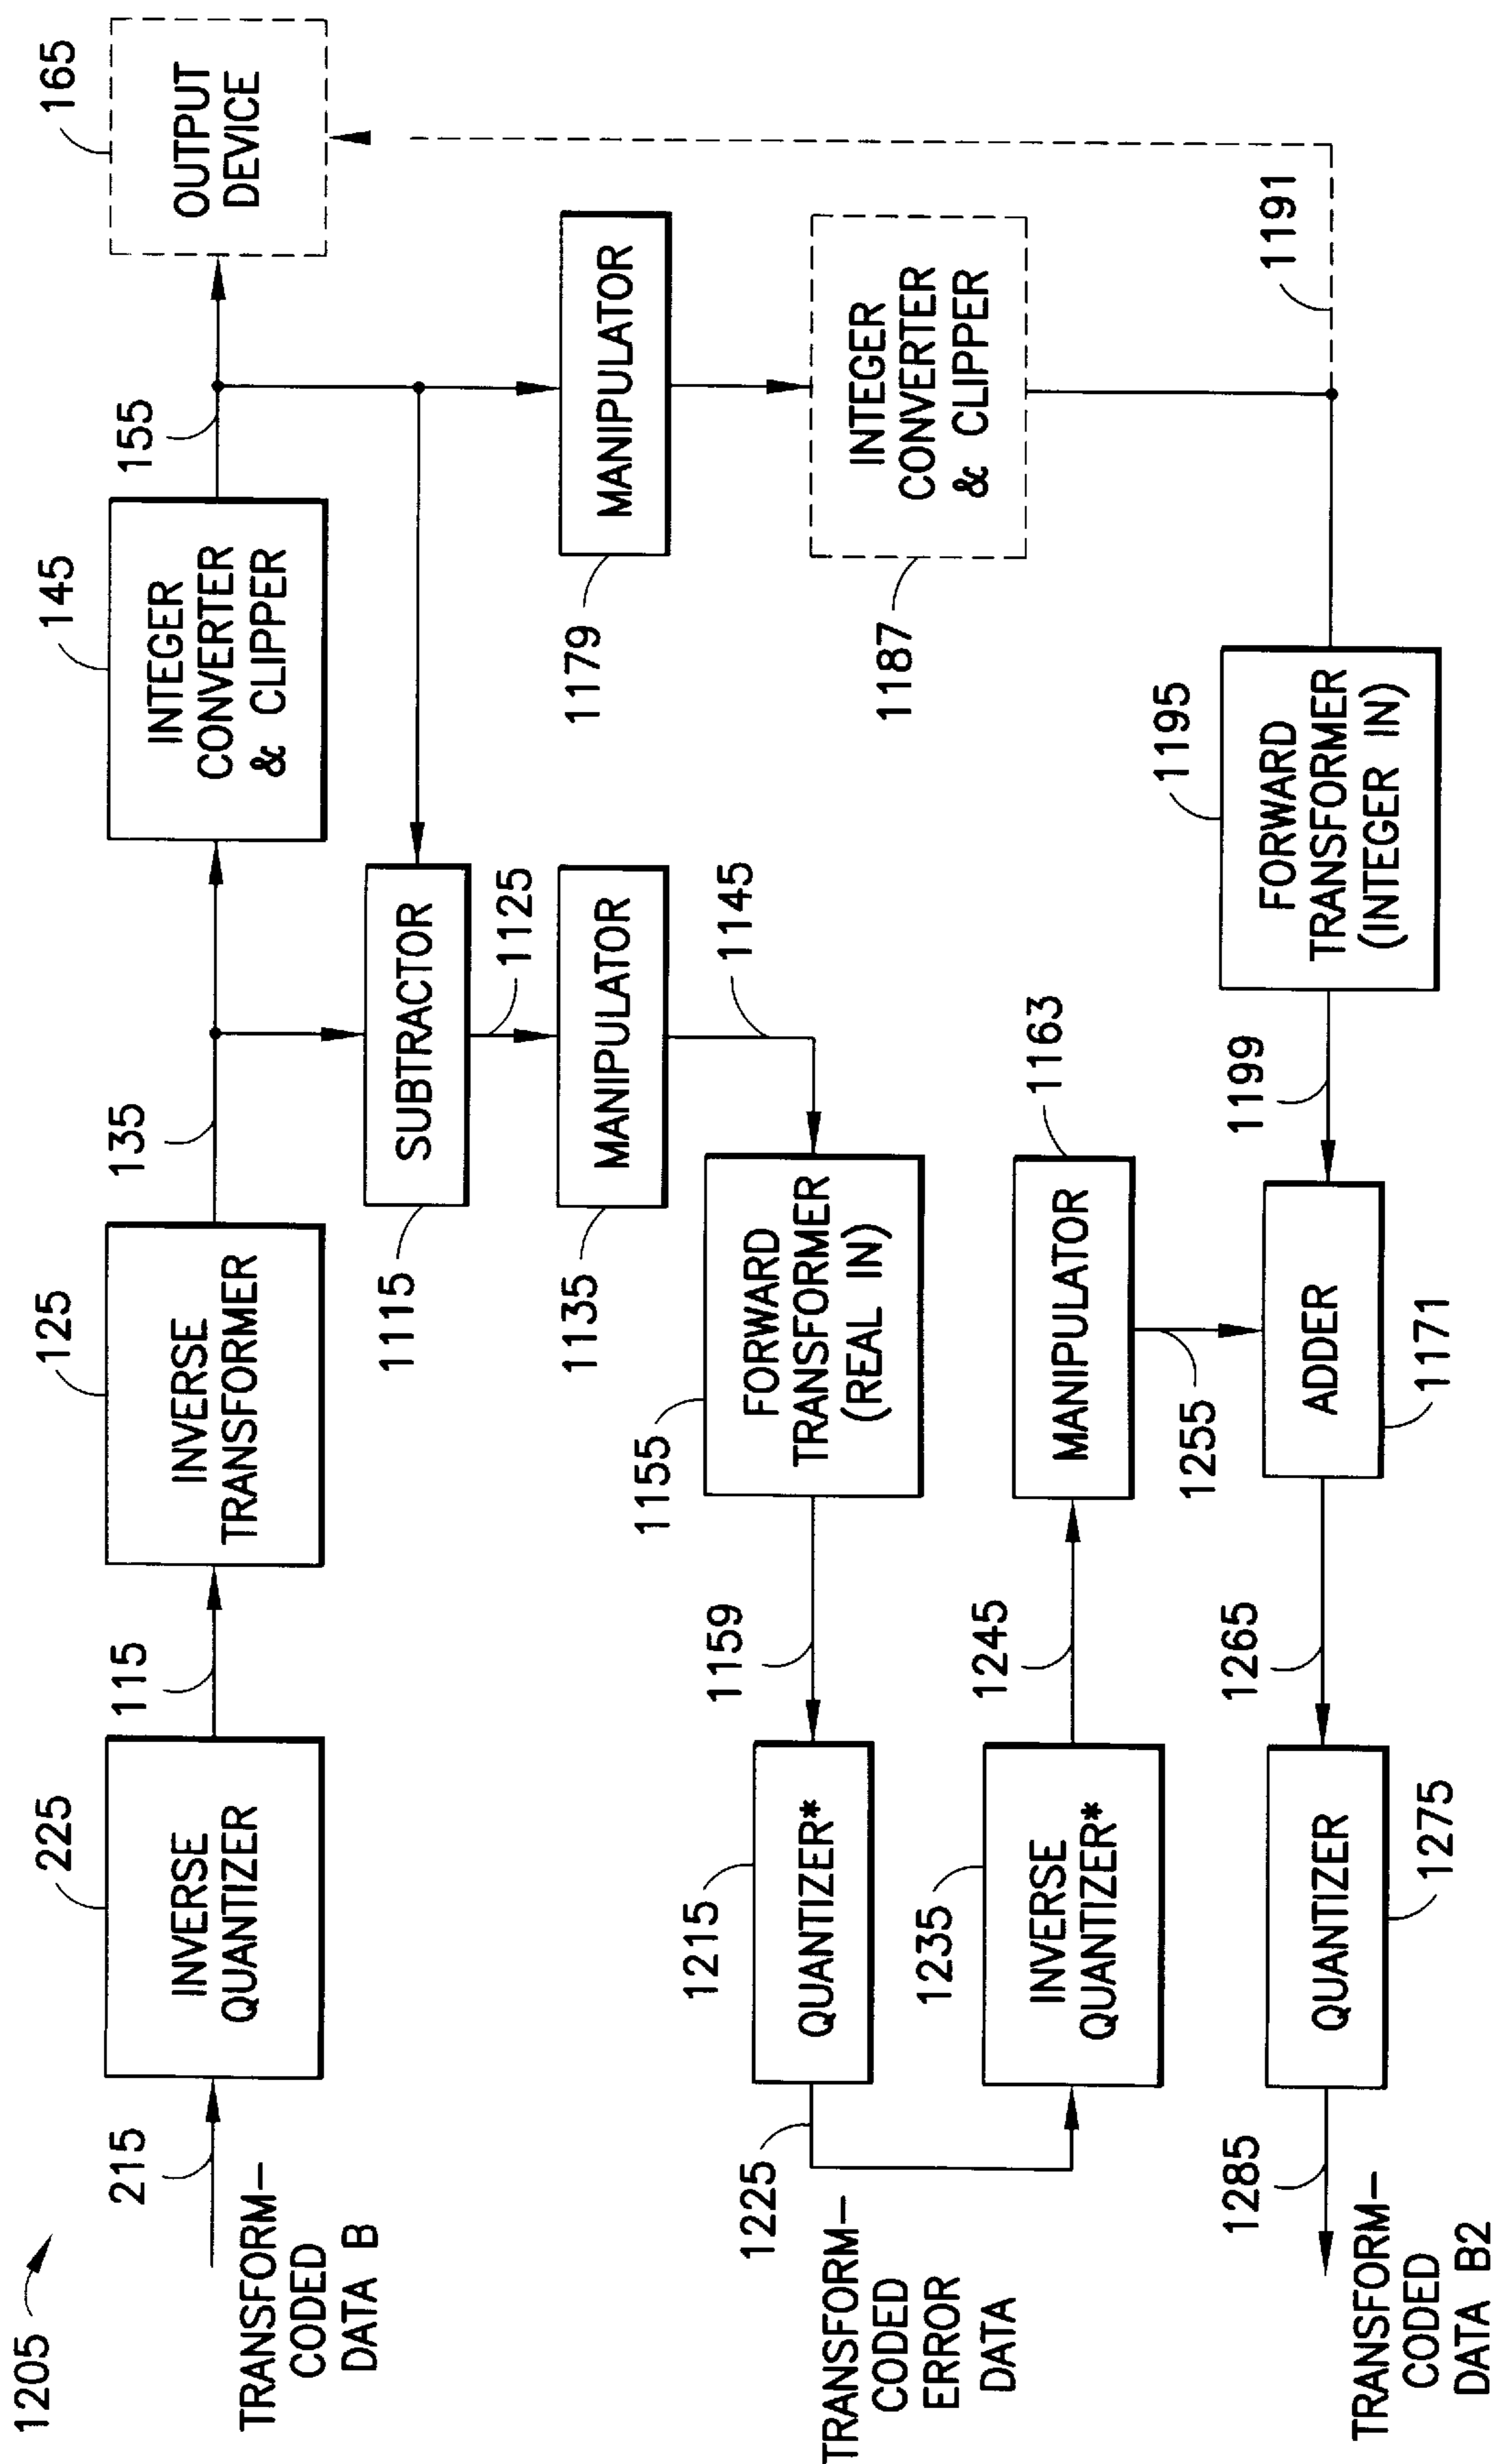 1205
TRANSFORM-
CODED
DATA B
215
225
INVERSE
QUANTIZER
115
125
INVERSE
TRANSFORMER
135
145
INTEGER
CONVERTER
& CLIPPER
155
165
OUTPUT
DEVICE
SUBTRACTOR
1115
1125
MANIPULATOR
1135
1145
MANIPULATOR
1179
INTEGER
CONVERTER
& CLIPPER
1187
1191
FORWARD
TRANSFORMER
(REAL IN)
1155
1159
QUANTIZER*
1215
1225
TRANSFORM-
CODED
ERROR
DATA
INVERSE
QUANTIZER*
1235
1245
MANIPULATOR
1163
1255
FORWARD
TRANSFORMER
(INTEGER IN)
1195
1199
ADDER
1171
1265
QUANTIZER
1275
1285
TRANSFORM-
CODED
DATA B2